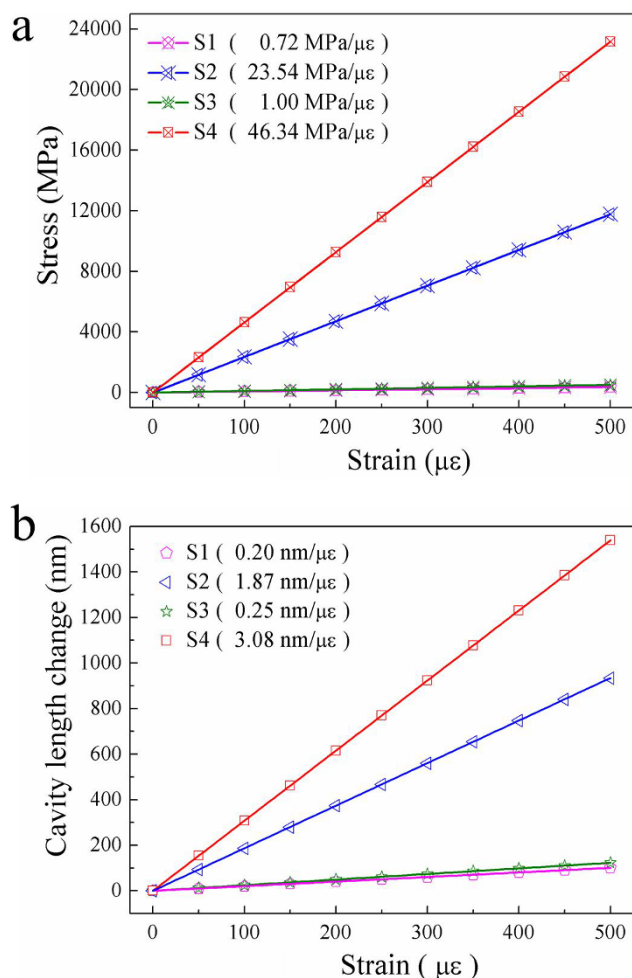 a
24000
20000
16000
12000
8000
4000
0
Stress (MPa)
S1 ( 0.72 MPa/με )
S2 ( 23.54 MPa/με )
S3 ( 1.00 MPa/με )
S4 ( 46.34 MPa/με )
0 100 200 300 400 500
Strain (με)
b
1600
1400
1200
1000
800
600
400
200
0
Cavity length change (nm)
S1 ( 0.20 nm/με )
S2 ( 1.87 nm/με )
S3 ( 0.25 nm/με )
S4 ( 3.08 nm/με )
0 100 200 300 400 500
Strain (με)